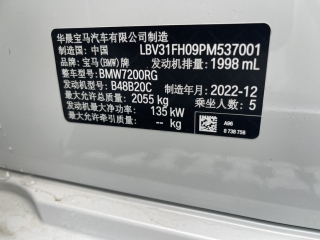 华晨宝马汽车有限公司制造
制造国：中国 LBV31FH09PM537001
品牌：宝马(BMW)牌 发动机排量：1998 mL
整车型号：BMW7200RG
发动机型号：B48B20C 2022-12
最大允许总质量：2055 kg 乘坐人数：5
发动机最大净功率：135 kW
最大允许牵引质量：-- kg
A96
8 738 758